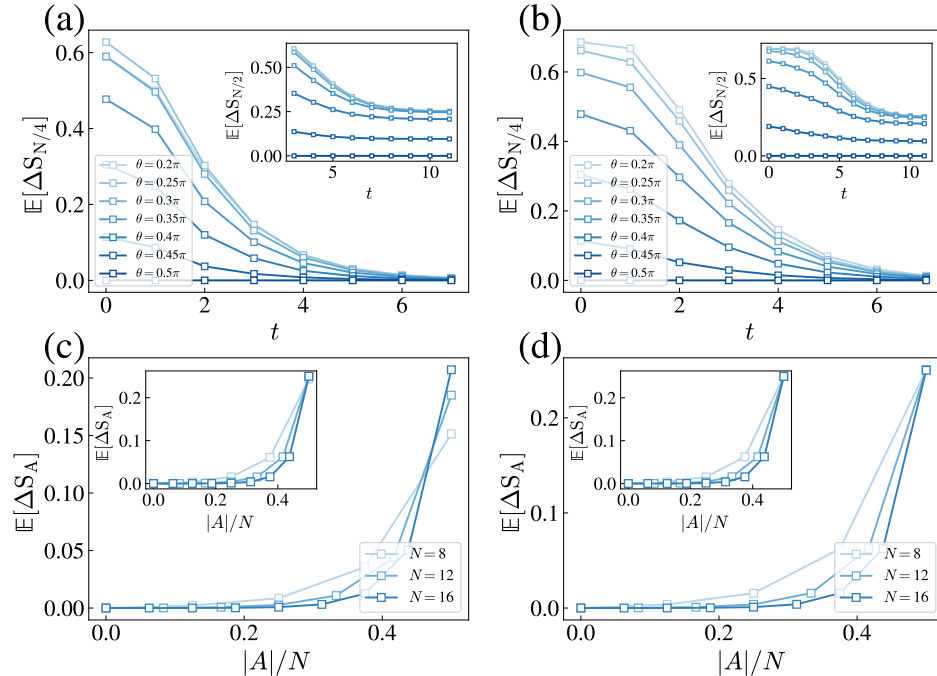 (a)
𝔼[ΔS_{N/4}]
0.6
0.4
0.2
0.0
0
2
4
6
t
θ = 0.2π
θ = 0.25π
θ = 0.3π
θ = 0.35π
θ = 0.4π
θ = 0.45π
θ = 0.5π
𝔼[ΔS_{N/2}]
0.50
0.25
0.00
5
10
t
(b)
𝔼[ΔS_{N/4}]
0.6
0.4
0.2
0.0
0
2
4
6
t
θ = 0.2π
θ = 0.25π
θ = 0.3π
θ = 0.35π
θ = 0.4π
θ = 0.45π
θ = 0.5π
𝔼[ΔS_{N/2}]
0.5
0.0
0
5
10
t
(c)
𝔼[ΔS_A]
0.20
0.15
0.10
0.05
0.00
0.0
0.2
0.4
|A|/N
N = 8
N = 12
N = 16
𝔼[ΔS_A]
0.2
0.1
0.0
0.0
0.2
0.4
|A|/N
(d)
𝔼[ΔS_A]
0.2
0.1
0.0
0.0
0.2
0.4
|A|/N
N = 8
N = 12
N = 16
𝔼[ΔS_A]
0.2
0.1
0.0
0.0
0.2
0.4
|A|/N